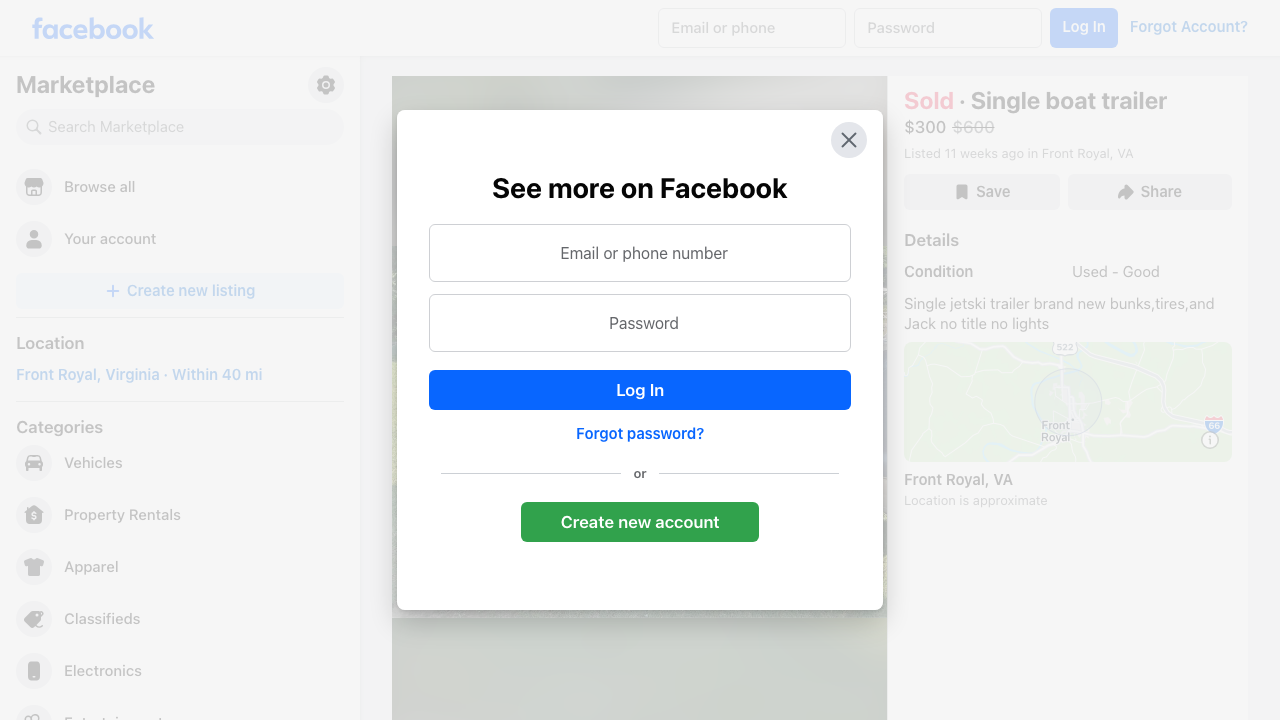 facebook
Email or phone
Password
Log In
Forgot Account?
Marketplace
Search Marketplace
Browse all
Your account
Create new listing
Location
Front Royal, Virginia · Within 40 mi
Categories
Vehicles
Property Rentals
Apparel
Classifieds
Electronics
See more on Facebook
Email or phone number
Password
Log In
Forgot password?
or
Create new account
Sold · Single boat trailer
$300 $600
Listed 11 weeks ago in Front Royal, VA
Save
Share
Details
Condition
Used - Good
Single jetski trailer brand new bunks,tires,and
Jack no title no lights
522
Front
Royal
66
Front Royal, VA
Location is approximate